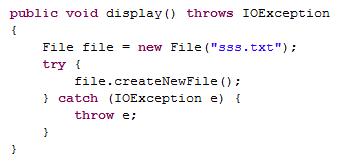 public void display() throws IOException
{
    File file = new File("sss.txt");
    try {
        file.createNewFile();
    } catch (IOException e) {
        throw e;
    }
}